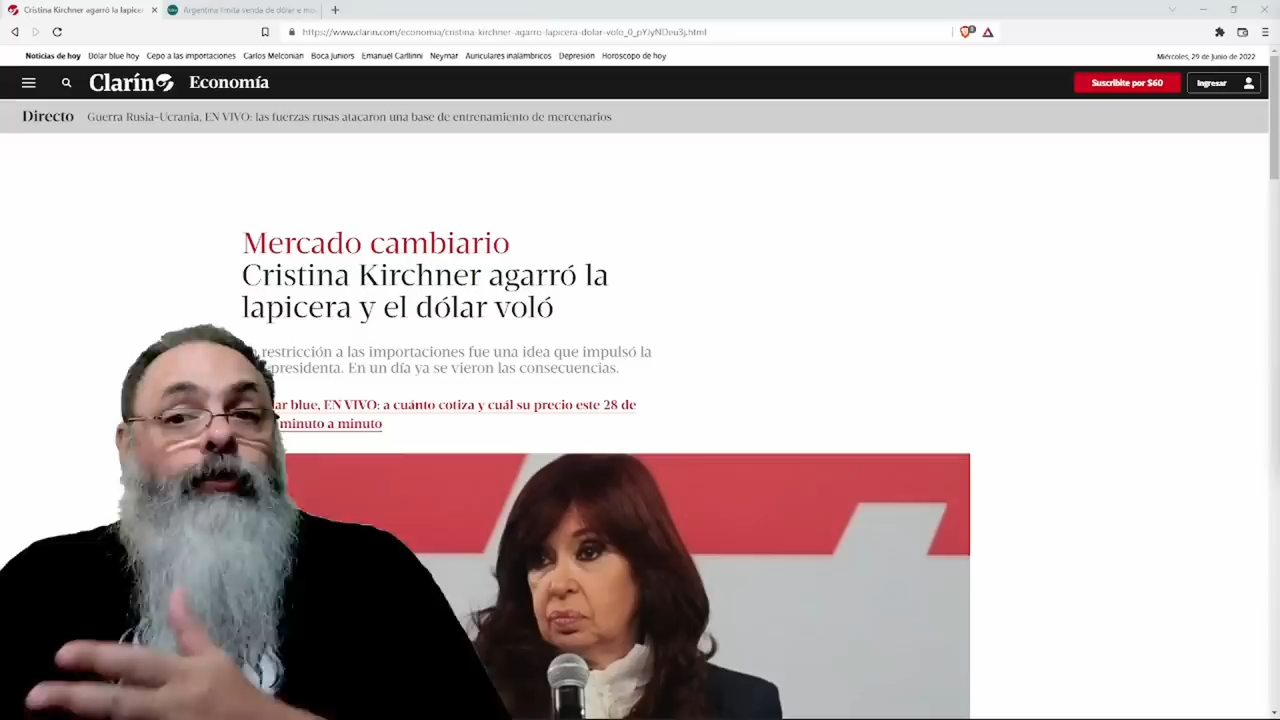 Cristina Kirchner agarró la lapice
Argentina limita venda de dólar e mo
https://www.clarin.com/economia/cristina-kirchner-agarro-lapicera-dolar-volo_0_pYJyNDeu3j.html
Noticias de hoy Dólar blue hoy Cepo a las importaciones Carlos Melconian Boca Juniors Emanuel Carllinni Neymar Auriculares inalámbricos Depresión Horoscopo de hoy
Miércoles, 29 de Junio de 2022
Clarín Economía
Suscribite por $60
Ingresar
Directo Guerra Rusia-Ucrania, EN VIVO: las fuerzas rusas atacaron una base de entrenamiento de mercenarios
Mercado cambiario
Cristina Kirchner agarró la
lapicera y el dólar voló
restricción a las importaciones fue una idea que impulsó la
presidenta. En un día ya se vieron las consecuencias.
ar blue, EN VIVO: a cuánto cotiza y cuál su precio este 28 de
minuto a minuto